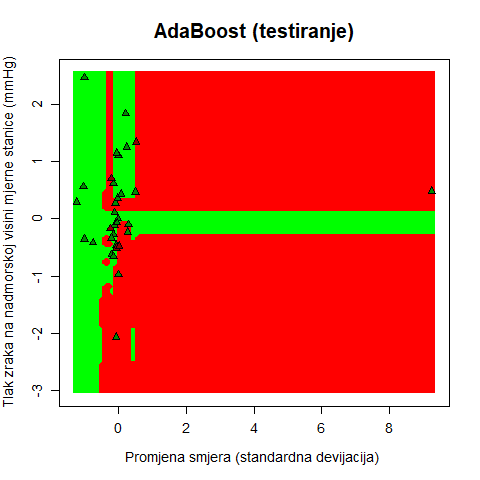 AdaBoost (testiranje)
Tlak zraka na nadmorskoj visini mjerne stanice (mmHg)
2
1
0
-1
-2
-3
0 2 4 6 8
Promjena smjera (standardna devijacija)